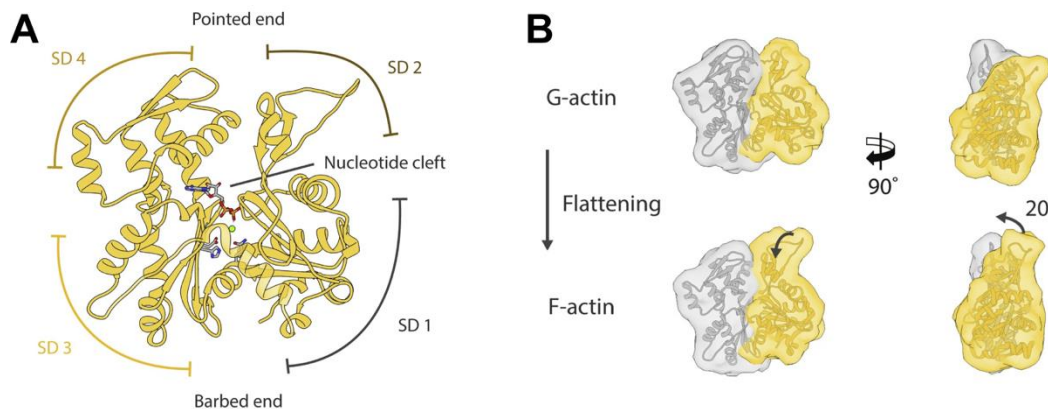 A
Pointed end
SD 4
SD 2
Nucleotide cleft
SD 3
SD 1
Barbed end
B
G-actin
Flattening
F-actin
90°
20